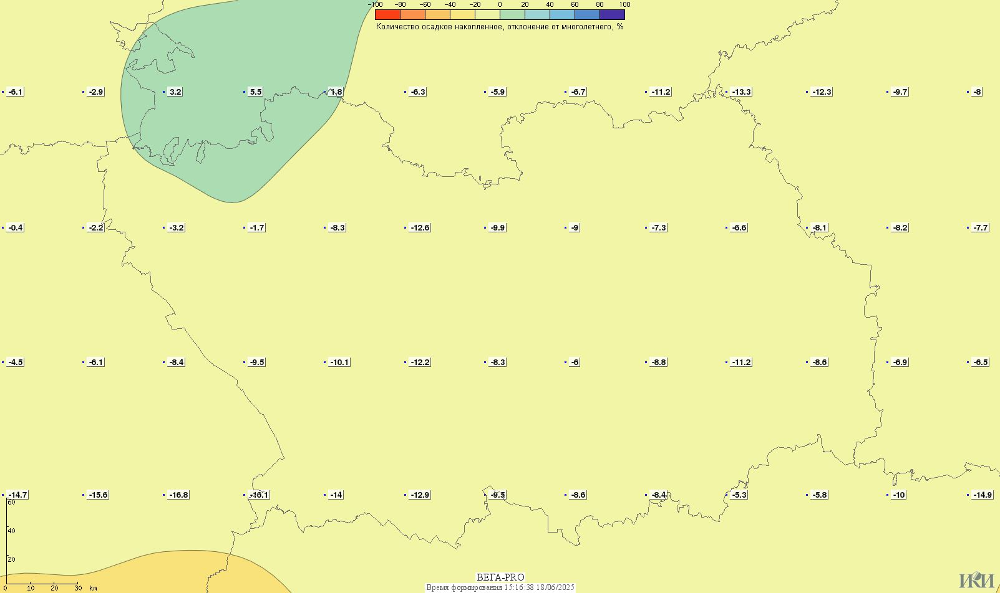 -100 -80 -60 -40 -20 0 20 40 60 80 100
Количество осадков накопленное, отклонение от многолетнего, %
-6.1 -2.9 3.2 5.5 1.8 -6.3 -5.9 -6.7 -11.2 -13.3 -12.3 -9.7 -8
-0.4 -2.2 -3.2 -1.7 -8.3 -12.6 -9.9 -9 -7.3 -6.6 -8.1 -8.2 -7.7
-4.5 -6.1 -8.4 -9.5 -10.1 -12.2 -8.3 -6 -8.8 -11.2 -8.6 -6.9 -6.5
-14.7 -15.6 -16.8 -16.1 -14 -12.9 -9.5 -8.6 -8.4 -5.3 -5.8 -10 -14.9
60
40
20
0 10 20 30 км
ВЕГА-PRO
Время формирования 15:16:38 18/06/2025
ИКИ